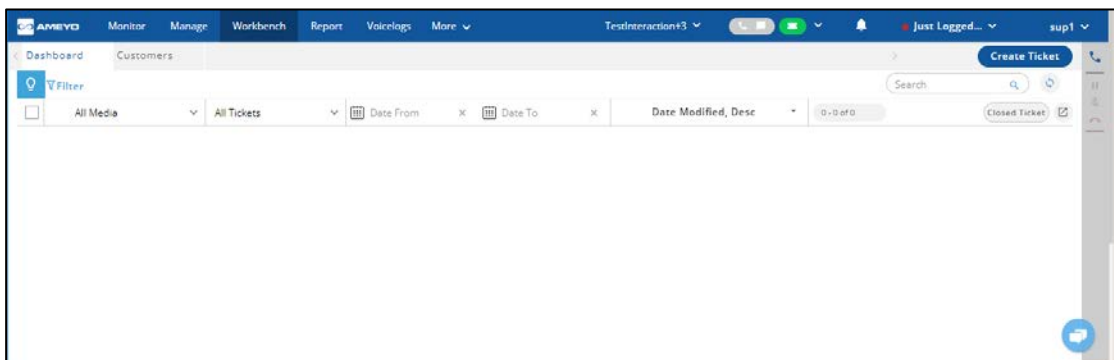 AMEYO Monitor Manage Workbench Report Voicelogs More TestInteraction+3 Just Logged... sup1
Dashboard Customers Create Ticket
Filter Search
All Media All Tickets Date From Date To Date Modified, Desc 0 - 0 of 0 Closed Ticket